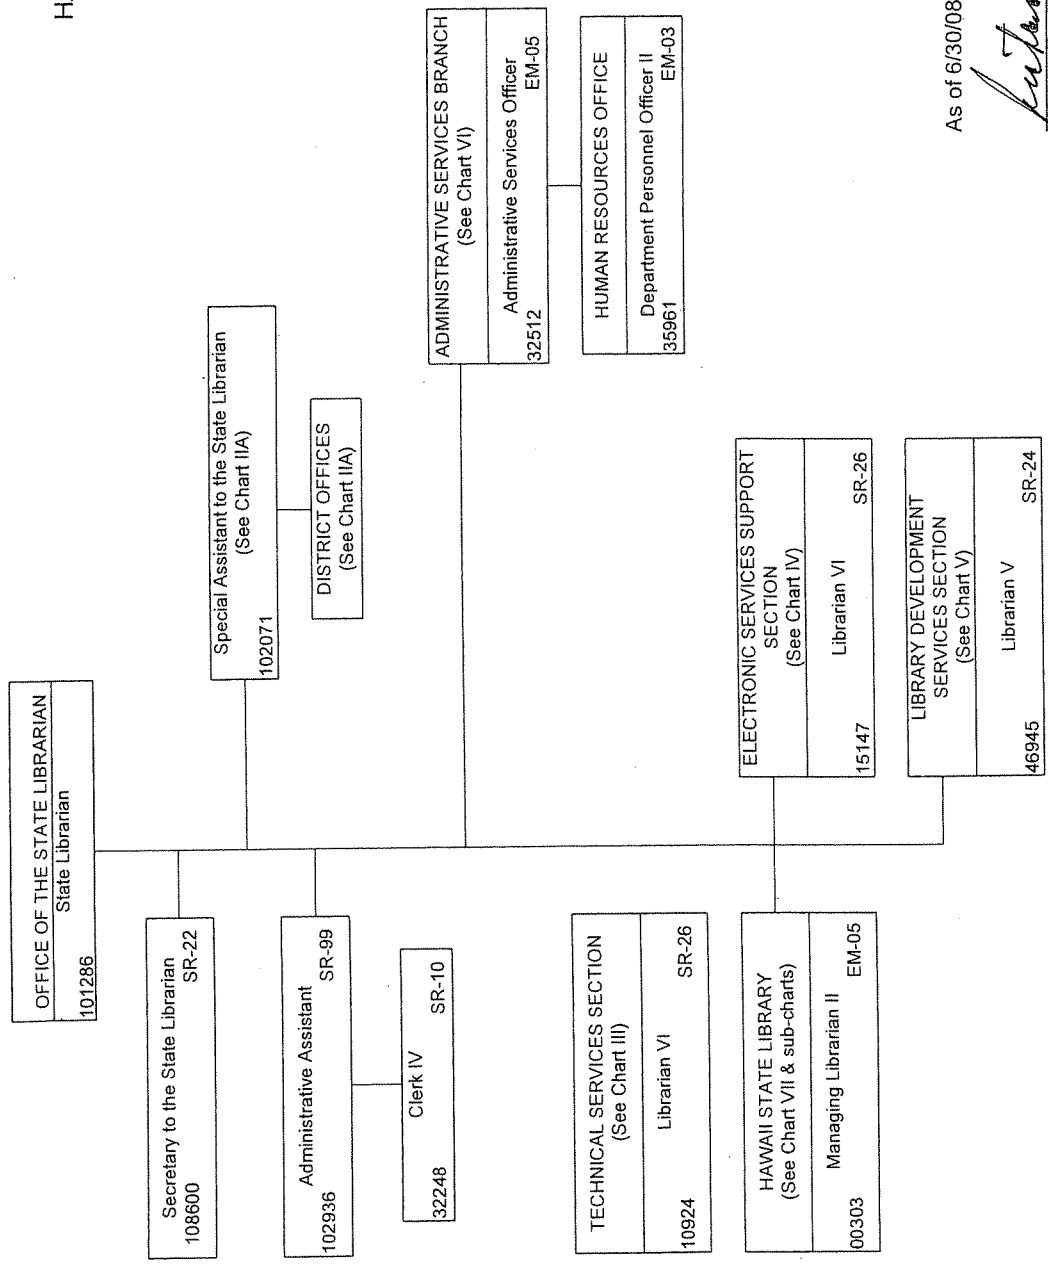 H
OFFICE OF THE STATE LIBRARIAN
State Librarian
101286
Secretary to the State Librarian
108600 SR-22
Administrative Assistant
102936 SR-99
Clerk IV
32248 SR-10
Special Assistant to the State Librarian
(See Chart IIA)
102071
DISTRICT OFFICES
(See Chart IIA)
ADMINISTRATIVE SERVICES BRANCH
(See Chart VI)
Administrative Services Officer
32512 EM-05
HUMAN RESOURCES OFFICE
Department Personnel Officer II
35961 EM-03
TECHNICAL SERVICES SECTION
(See Chart III)
Librarian VI
10924 SR-26
ELECTRONIC SERVICES SUPPORT
SECTION
(See Chart IV)
Librarian VI
15147 SR-26
HAWAII STATE LIBRARY
(See Chart VII & sub-charts)
Managing Librarian II
00303 EM-05
LIBRARY DEVELOPMENT
SERVICES SECTION
(See Chart V)
Librarian V
46945 SR-24
As of 6/30/08